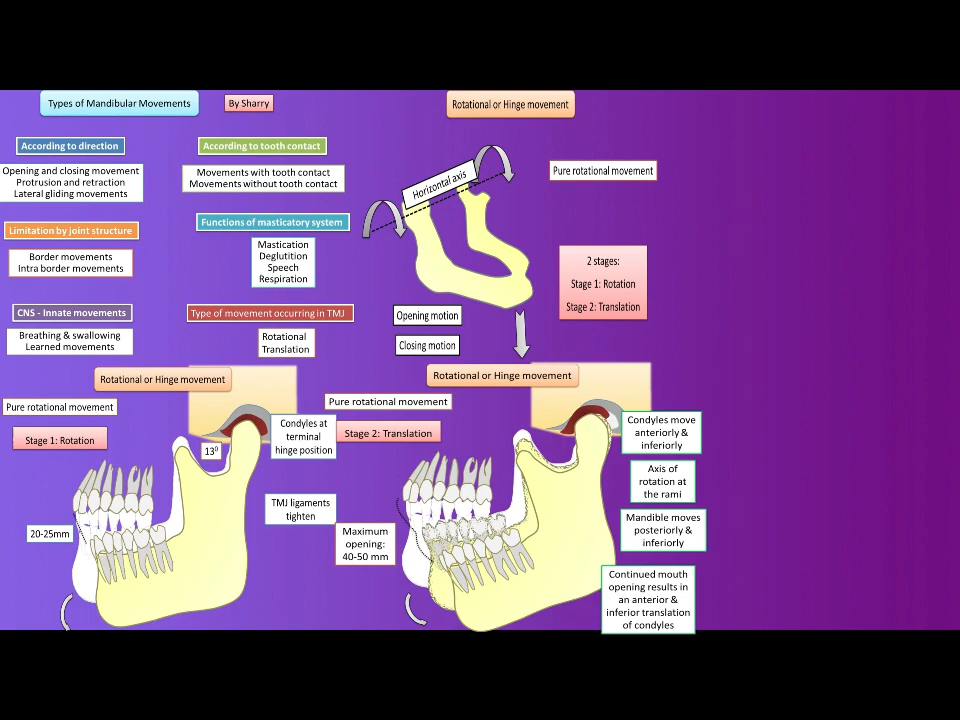 Types of Mandibular Movements
By Sharry
Rotational or Hinge movement
According to direction
Opening and closing movement
Protrusion and retraction
Lateral gliding movements
According to tooth contact
Movements with tooth contact
Movements without tooth contact
Limitation by joint structure
Border movements
Intra border movements
Functions of masticatory system
Mastication
Deglutition
Speech
Respiration
CNS - Innate movements
Breathing & swallowing
Learned movements
Type of movement occurring in TMJ
Rotational
Translation
Horizontal axis
Pure rotational movement
2 stages:
Stage 1: Rotation
Stage 2: Translation
Opening motion
Closing motion
Rotational or Hinge movement
Pure rotational movement
Stage 1: Rotation
13⁰
Condyles at
terminal
hinge position
TMJ ligaments
tighten
20-25mm
Rotational or Hinge movement
Pure rotational movement
Stage 2: Translation
Maximum
opening:
40-50 mm
Condyles move
anteriorly &
inferiorly
Axis of
rotation at
the rami
Mandible moves
posteriorly &
inferiorly
Continued mouth
opening results in
an anterior &
inferior translation
of condyles